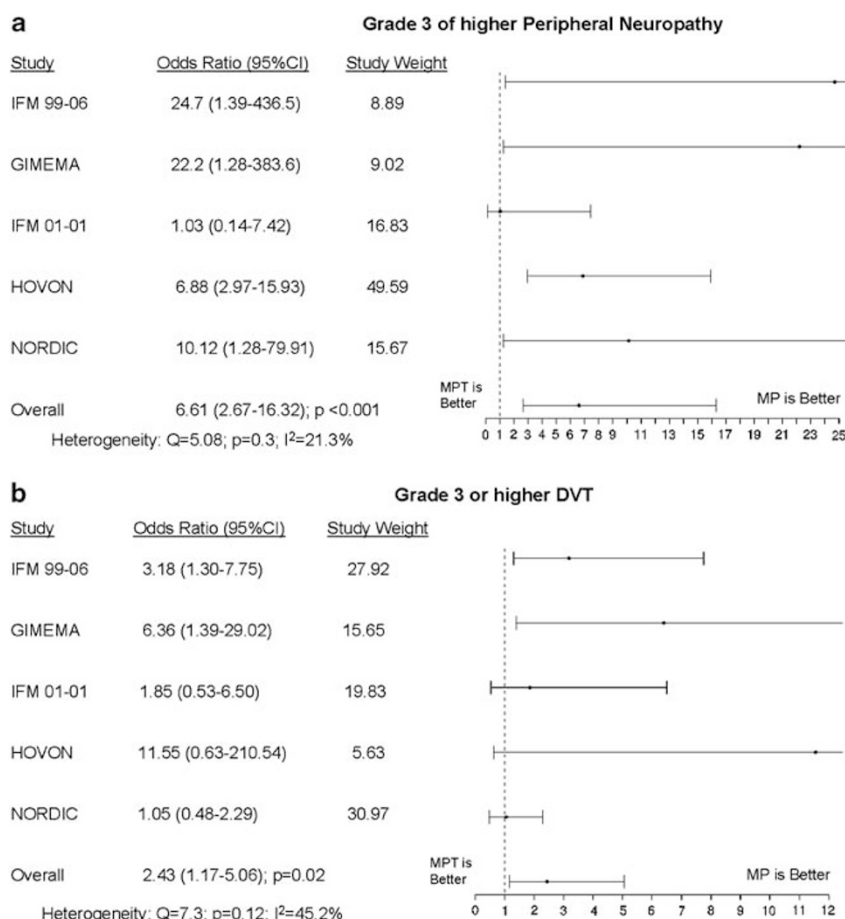 a
Grade 3 of higher Peripheral Neuropathy
Study Odds Ratio (95%CI) Study Weight
IFM 99-06 24.7 (1.39-436.5) 8.89
GIMEMA 22.2 (1.28-383.6) 9.02
IFM 01-01 1.03 (0.14-7.42) 16.83
HOVON 6.88 (2.97-15.93) 49.59
NORDIC 10.12 (1.28-79.91) 15.67
MPT is
Better
MP is Better
Overall 6.61 (2.67-16.32); p <0.001
Heterogeneity: Q=5.08; p=0.3; I²=21.3%
0 1 2 3 4 5 6 7 8 9 11 13 15 17 19 21 23 25
b
Grade 3 or higher DVT
Study Odds Ratio (95%CI) Study Weight
IFM 99-06 3.18 (1.30-7.75) 27.92
GIMEMA 6.36 (1.39-29.02) 15.65
IFM 01-01 1.85 (0.53-6.50) 19.83
HOVON 11.55 (0.63-210.54) 5.63
NORDIC 1.05 (0.48-2.29) 30.97
MPT is
Better
MP is Better
Overall 2.43 (1.17-5.06); p=0.02
Heterogeneity: Q=7.3; p=0.12; I²=45.2%
0 1 2 3 4 5 6 7 8 9 10 11 12